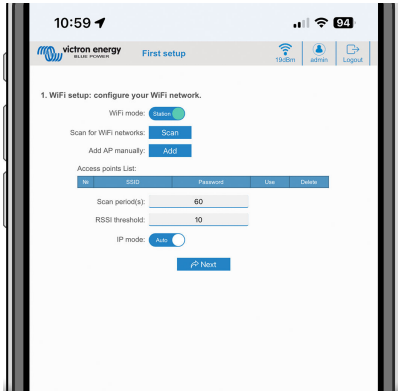 10:59
94
victron energy
BLUE POWER
First setup
19dBm
admin
Logout
1. WiFi setup: configure your WiFi network.
WiFi mode: Station
Scan for WiFi networks: Scan
Add AP manually: Add
Access points List:
№ SSID Password Use Delete
Scan period(s): 60
RSSI threshold: 10
IP mode: Auto
Next